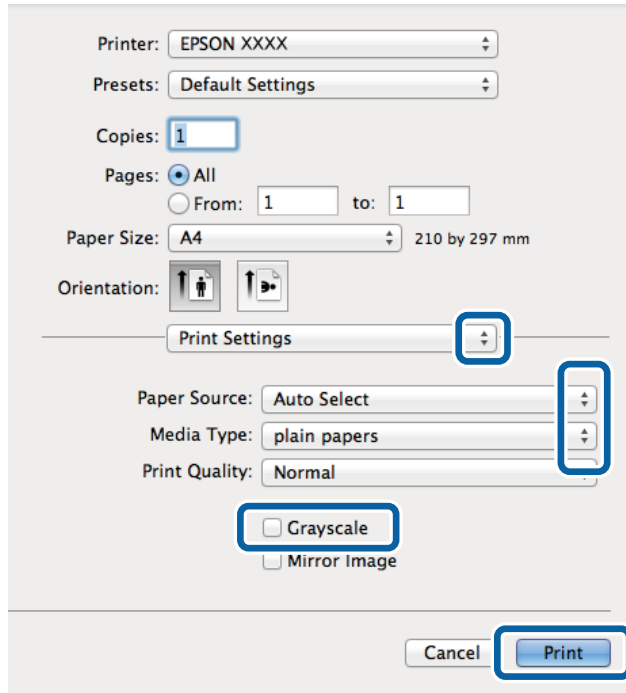 Printer: EPSON XXXX
Presets: Default Settings
Copies: 1
Pages: All
From: 1 to: 1
Paper Size: A4 210 by 297 mm
Orientation:
Print Settings
Paper Source: Auto Select
Media Type: plain papers
Print Quality: Normal
Grayscale
Mirror Image
Cancel Print